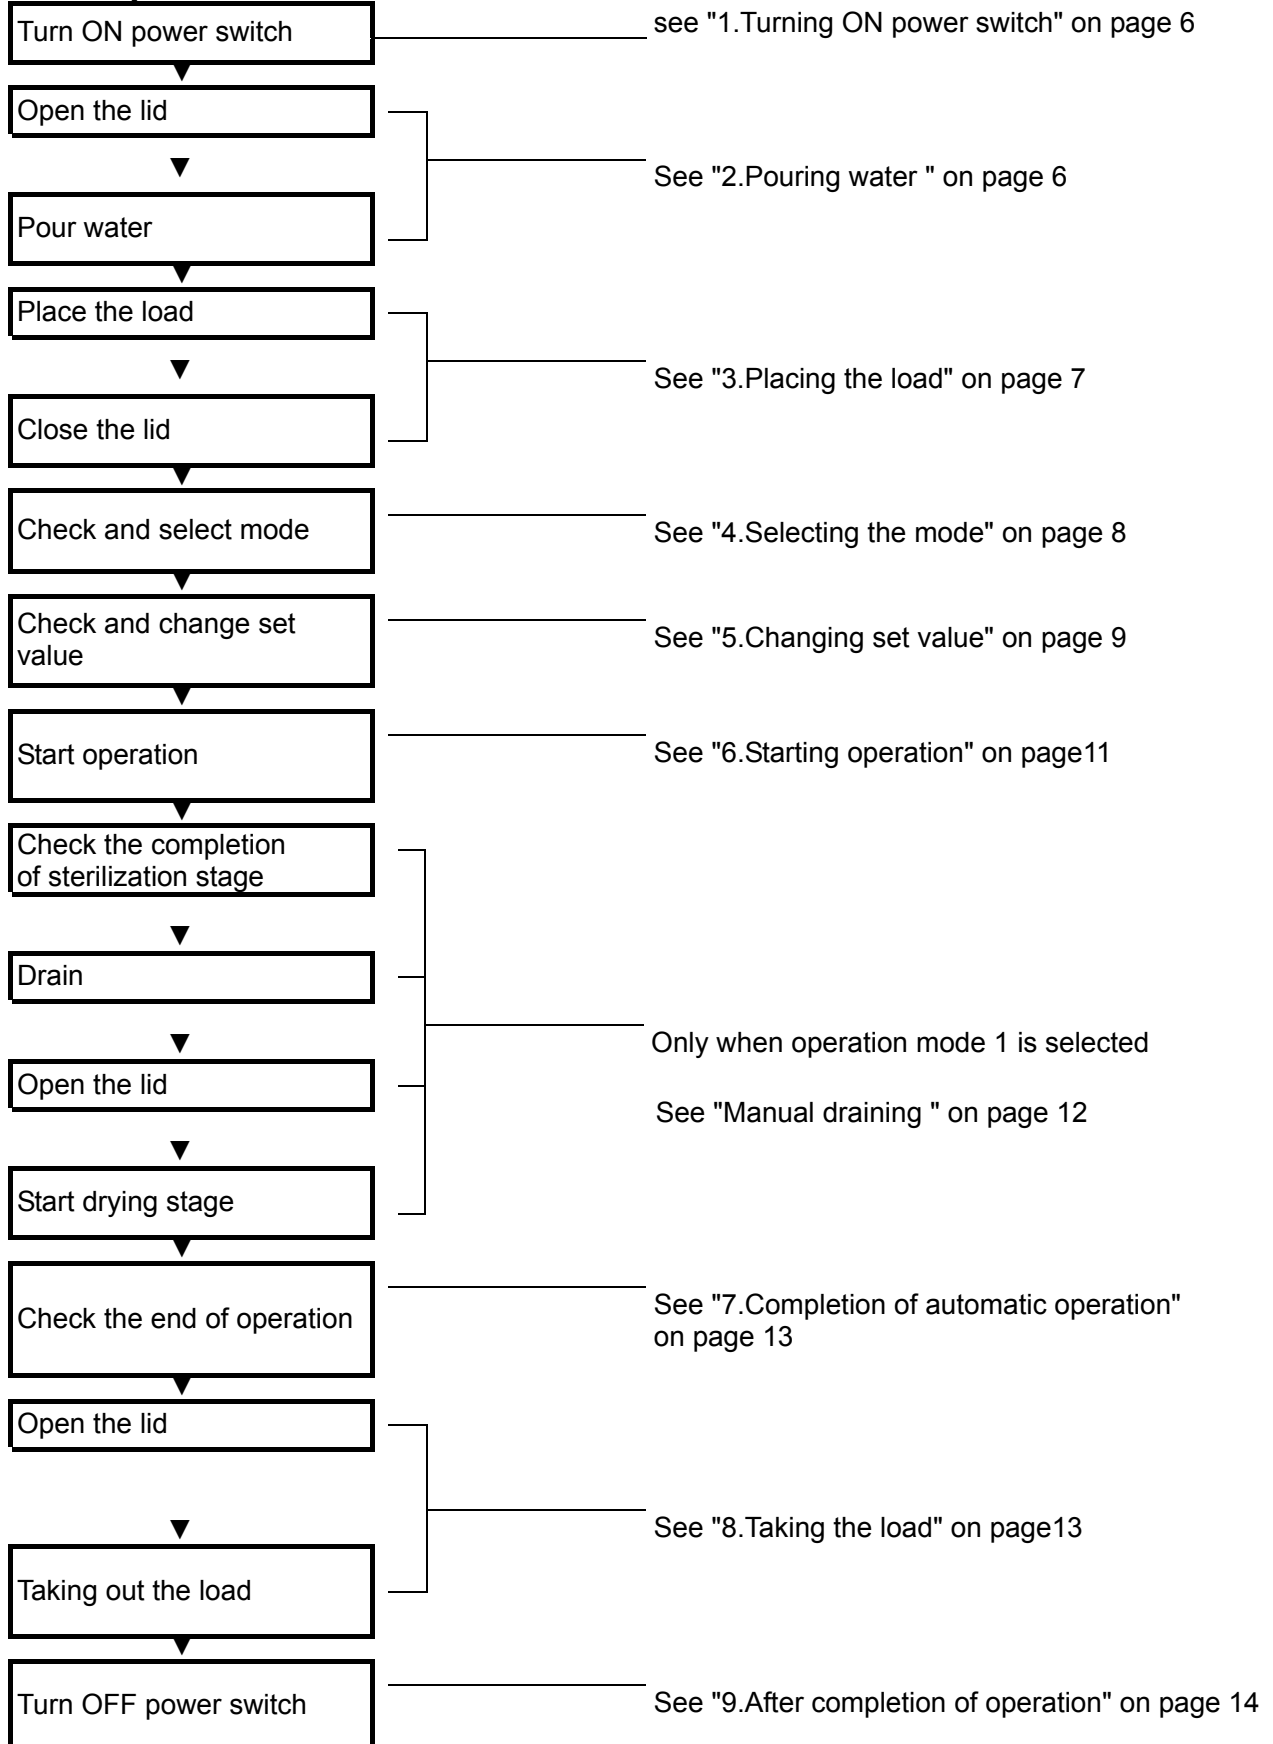 Turn ON power switch
see "1.Turning ON power switch" on page 6
Open the lid
See "2.Pouring water " on page 6
Pour water
Place the load
See "3.Placing the load" on page 7
Close the lid
Check and select mode
See "4.Selecting the mode" on page 8
Check and change set
value
See "5.Changing set value" on page 9
Start operation
See "6.Starting operation" on page11
Check the completion
of sterilization stage
Drain
Only when operation mode 1 is selected
Open the lid
See "Manual draining " on page 12
Start drying stage
Check the end of operation
See "7.Completion of automatic operation"
on page 13
Open the lid
See "8.Taking the load" on page13
Taking out the load
Turn OFF power switch
See "9.After completion of operation" on page 14